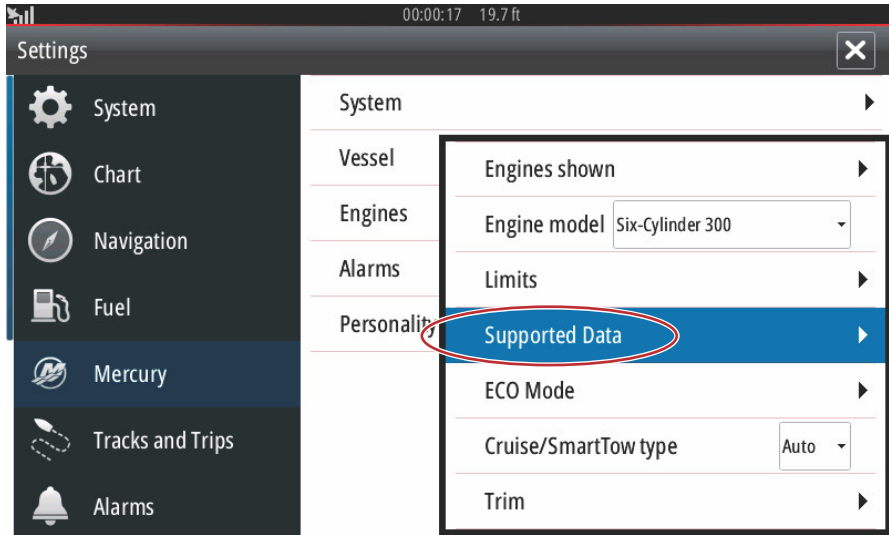 00:00:17 19.7 ft
Settings
System
Chart
Navigation
Fuel
Mercury
Tracks and Trips
Alarms
System
Vessel
Engines
Alarms
Personality
Engines shown
Engine model Six-Cylinder 300
Limits
Supported Data
ECO Mode
Cruise/SmartTow type Auto
Trim